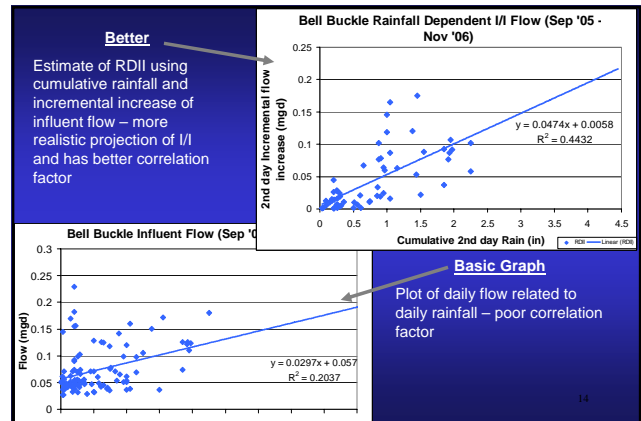 Better
Estimate of RDII using
cumulative rainfall and
incremental increase of
influent flow – more
realistic projection of I/I
and has better correlation
factor
Bell Buckle Rainfall Dependent I/I Flow (Sep '05 -
Nov '06)
2nd day Incremental flow
increase (mgd)
0.25
0.2
0.15
0.1
0.05
0
y = 0.0474x + 0.0058
R² = 0.4432
0 0.5 1 1.5 2 2.5 3 3.5 4 4.5
Cumulative 2nd day Rain (in)
RDII
Linear (RDII)
Bell Buckle Influent Flow (Sep '0
Flow (mgd)
0.3
0.25
0.2
0.15
0.1
0.05
0
y = 0.0297x + 0.057
R² = 0.2037
Basic Graph
Plot of daily flow related to
daily rainfall – poor correlation
factor
14